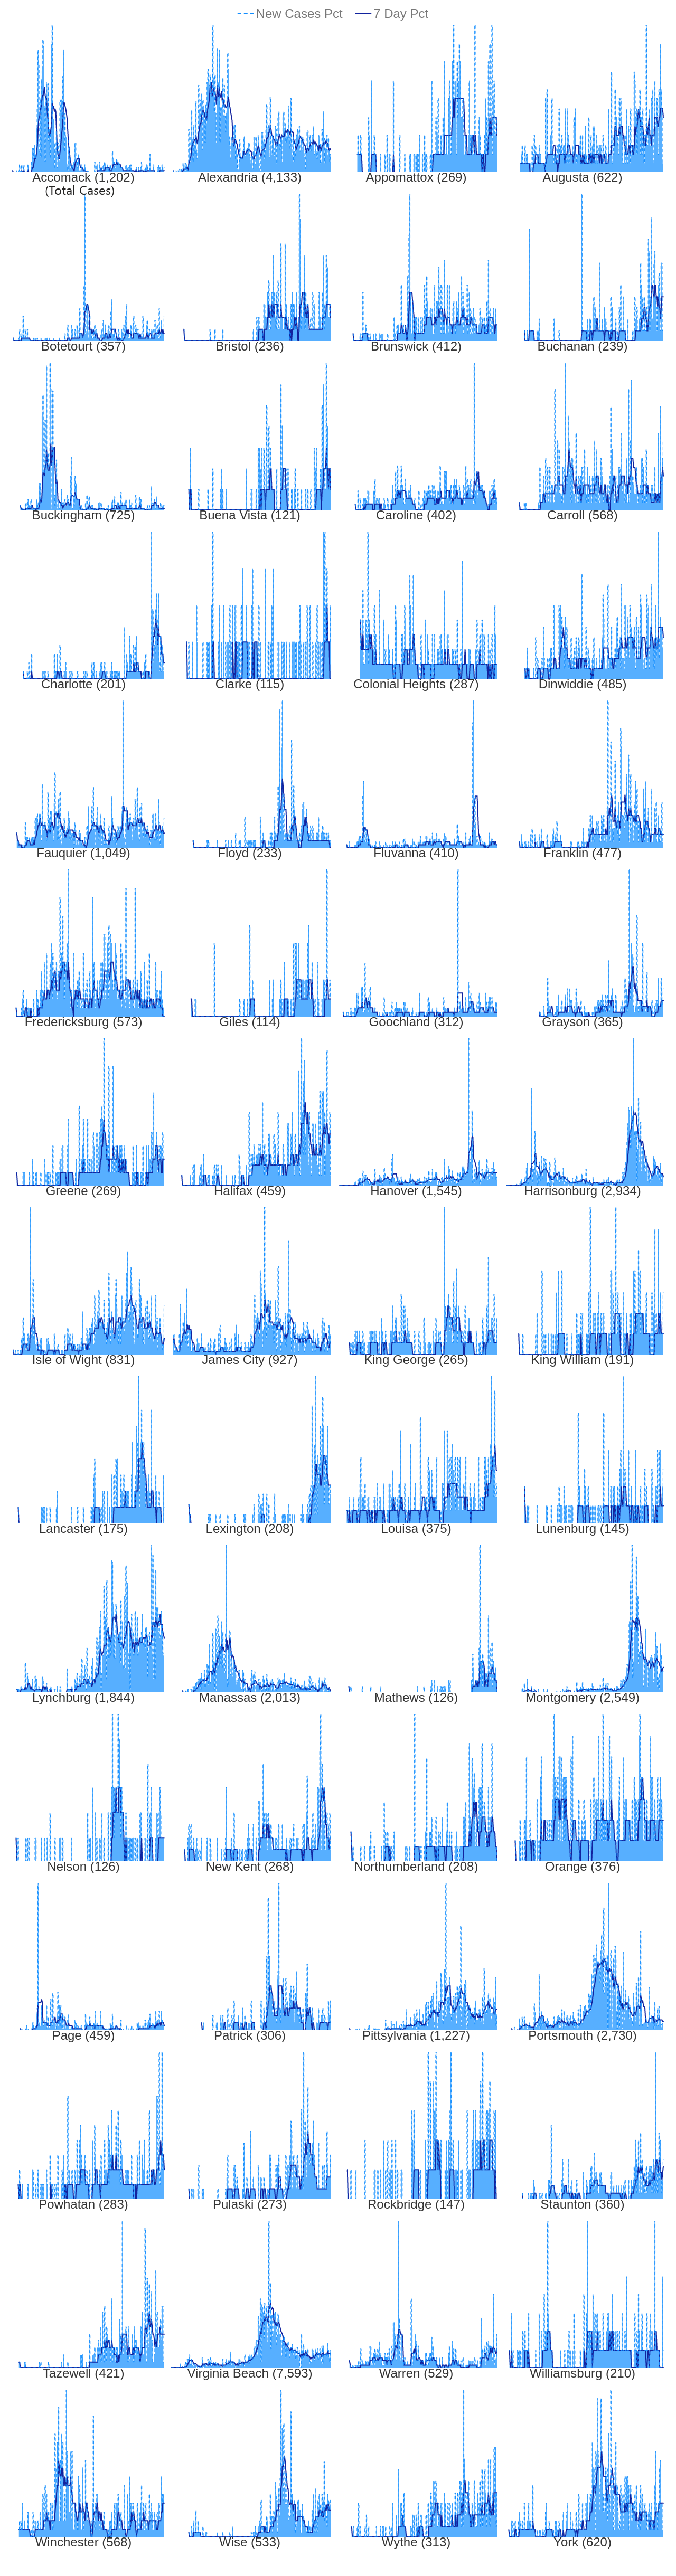 New Cases Pct 7 Day Pct
Accomack (1,202) Alexandria (4,133) Appomattox (269) Augusta (622)
(Total Cases)
Botetourt (357) Bristol (236) Brunswick (412) Buchanan (239)
Buckingham (725) Buena Vista (121) Caroline (402) Carroll (568)
Charlotte (201) Clarke (115) Colonial Heights (287) Dinwiddie (485)
Fauquier (1,049) Floyd (233) Fluvanna (410) Franklin (477)
Fredericksburg (573) Giles (114) Goochland (312) Grayson (365)
Greene (269) Halifax (459) Hanover (1,545) Harrisonburg (2,934)
Isle of Wight (831) James City (927) King George (265) King William (191)
Lancaster (175) Lexington (208) Louisa (375) Lunenburg (145)
Lynchburg (1,844) Manassas (2,013) Mathews (126) Montgomery (2,549)
Nelson (126) New Kent (268) Northumberland (208) Orange (376)
Page (459) Patrick (306) Pittsylvania (1,227) Portsmouth (2,730)
Powhatan (283) Pulaski (273) Rockbridge (147) Staunton (360)
Tazewell (421) Virginia Beach (7,593) Warren (529) Williamsburg (210)
Winchester (568) Wise (533) Wythe (313) York (620)